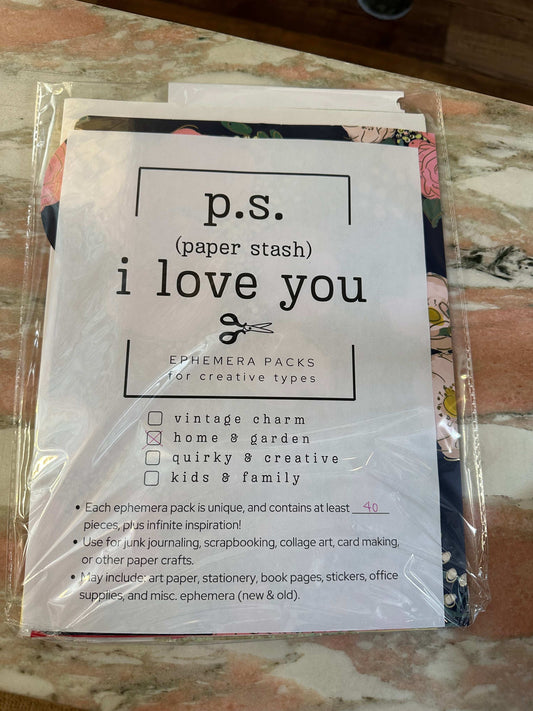 p.s.
(paper stash)
i love you
EPHEMERA PACKS
for creative types
vintage charm
home & garden
quirky & creative
kids & family
• Each ephemera pack is unique, and contains at least 40
pieces, plus infinite inspiration!
• Use for junk journaling, scrapbooking, collage art, card making,
or other paper crafts.
• May include: art paper, stationery, book pages, stickers, office
supplies, and misc. ephemera (new & old).